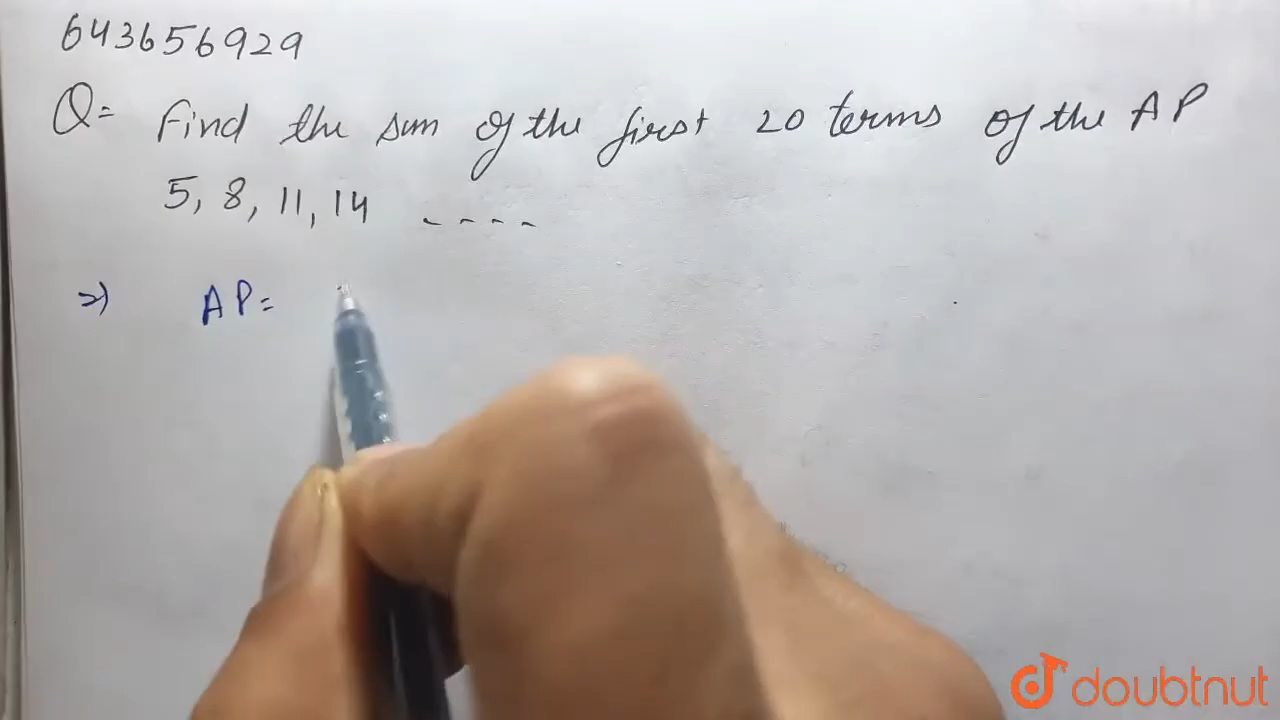 643656929
Q= Find the sum of the first 20 terms of the AP
5, 8, 11, 14 ----
=) AP=
doubtnut